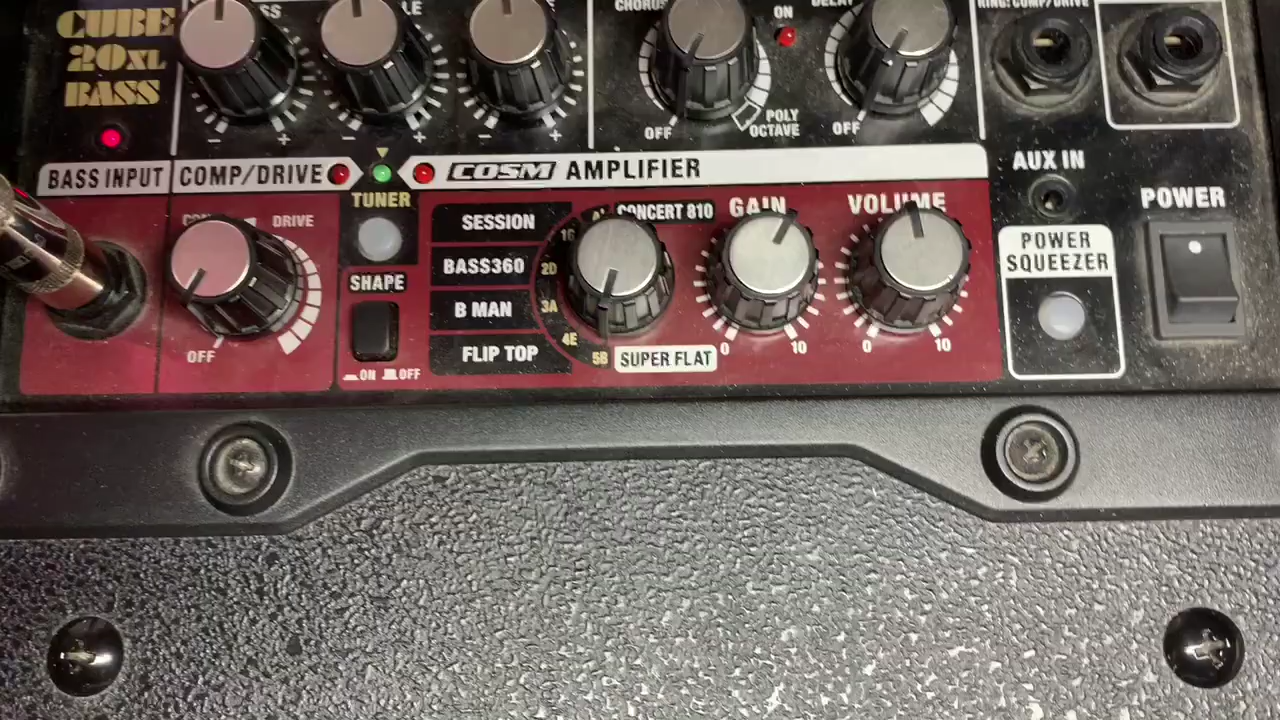 CUBE
20XL
BASS
OFF
POLY
OCTAVE
ON
DELAY
OFF
- +
- +
- +
BASS INPUT
COMP/DRIVE
TUNER
COSM AMPLIFIER
AUX IN
POWER
DRIVE
OFF
SHAPE
ON OFF
SESSION
BASS360
B MAN
FLIP TOP
CONCERT 810
1G
2D
3A
4E
5B
SUPER FLAT
GAIN
0 10
VOLUME
0 10
POWER
SQUEEZER